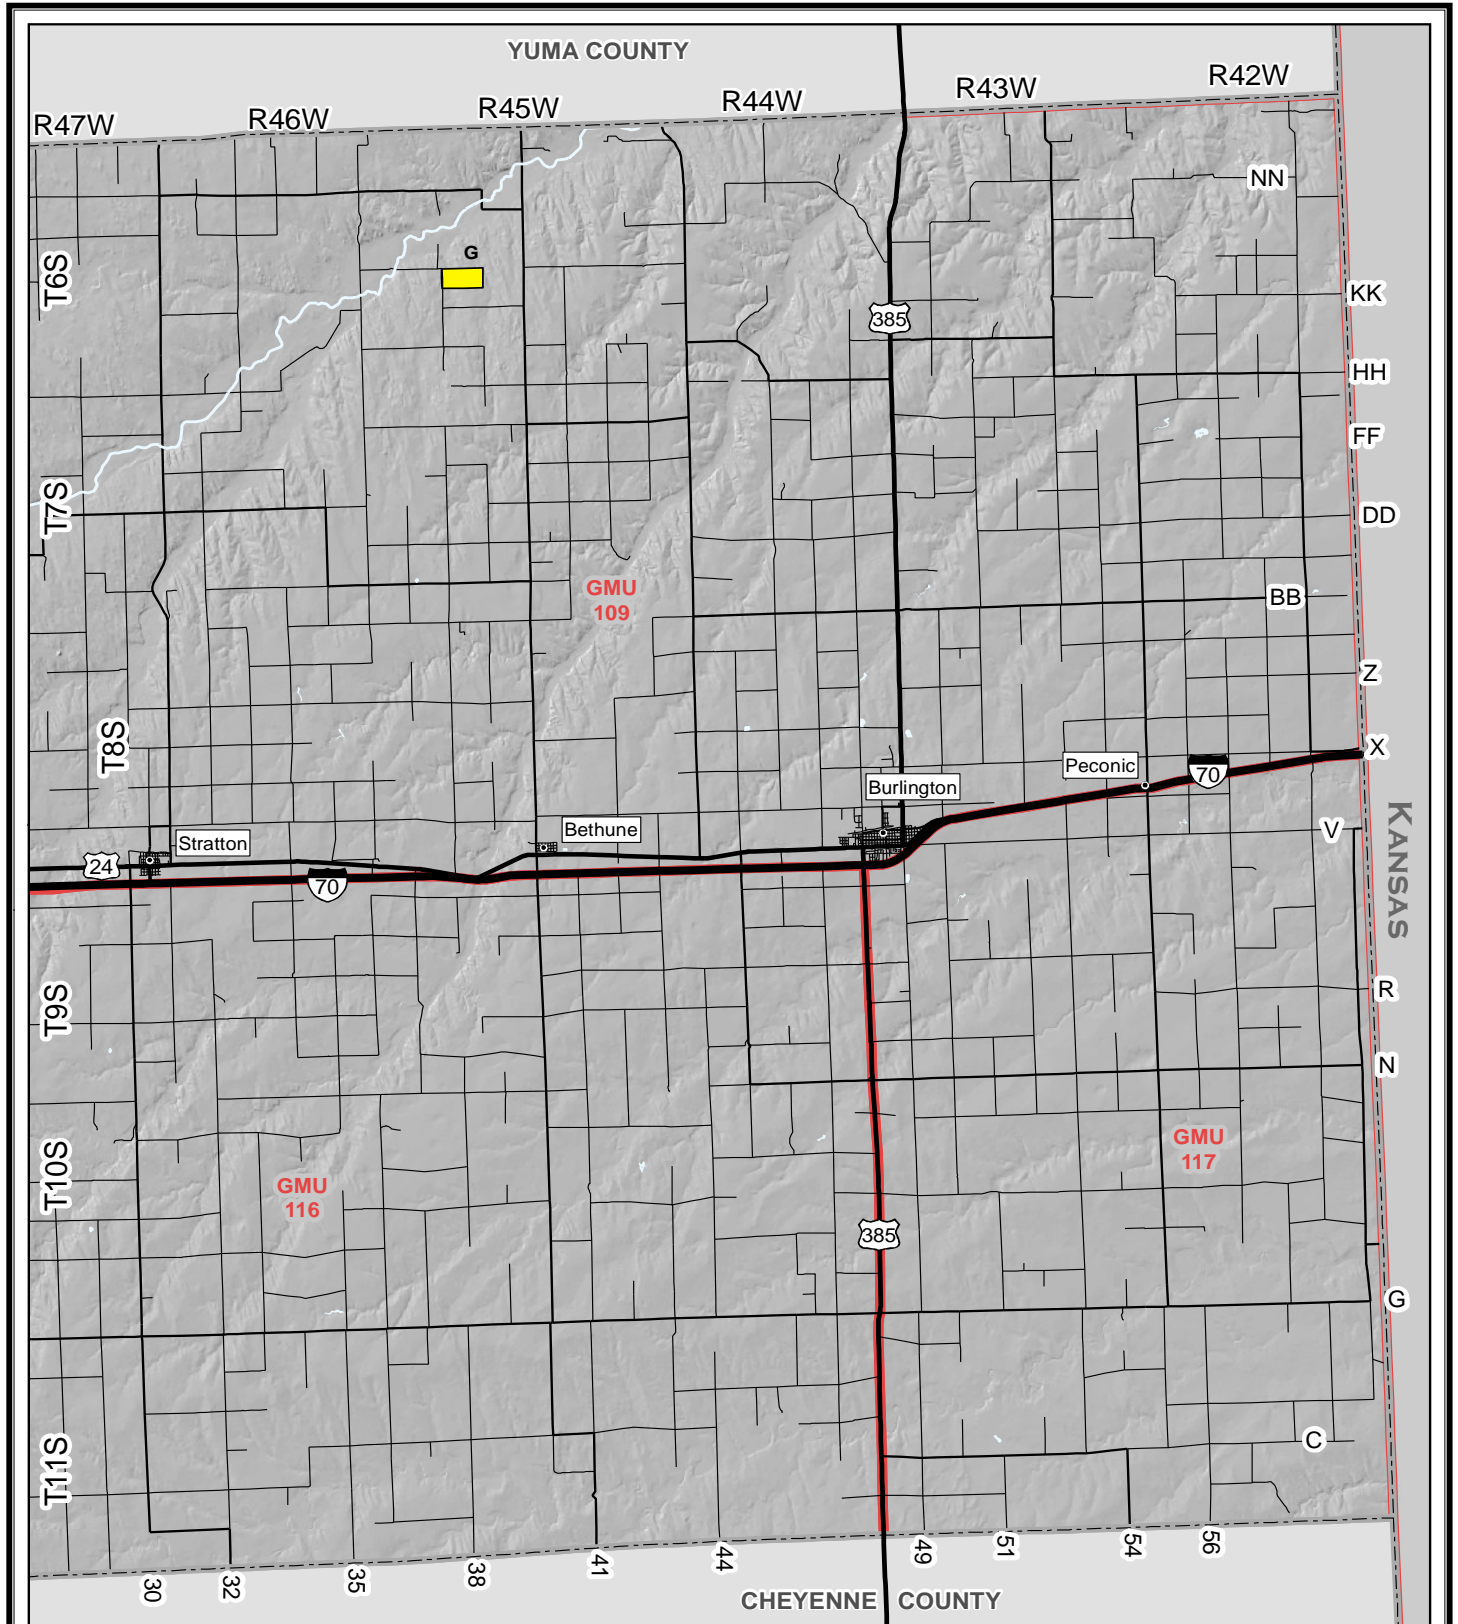 YUMA COUNTY
R47W
R46W
R45W
R44W
R43W
R42W
NN
G
T6S
KK
385
HH
FF
T7S
DD
GMU
109
BB
Z
T8S
X
Peconic
70
Burlington
Bethune
V
Stratton
24
70
KANSAS
T9S
R
N
GMU
117
T10S
GMU
116
385
G
C
T11S
30
32
35
38
41
44
49
51
54
56
CHEYENNE COUNTY